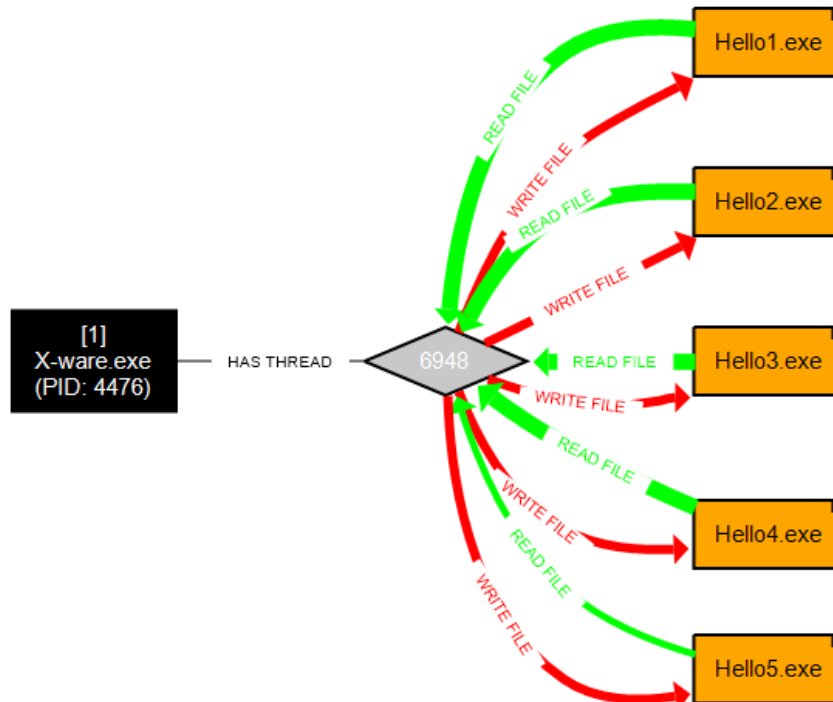 Hello1.exe
READ FILE
WRITE FILE
Hello2.exe
READ FILE
WRITE FILE
[1]
X-ware.exe
(PID: 4476)
HAS THREAD
6948
READ FILE
Hello3.exe
WRITE FILE
READ FILE
WRITE FILE
Hello4.exe
READ FILE
WRITE FILE
Hello5.exe